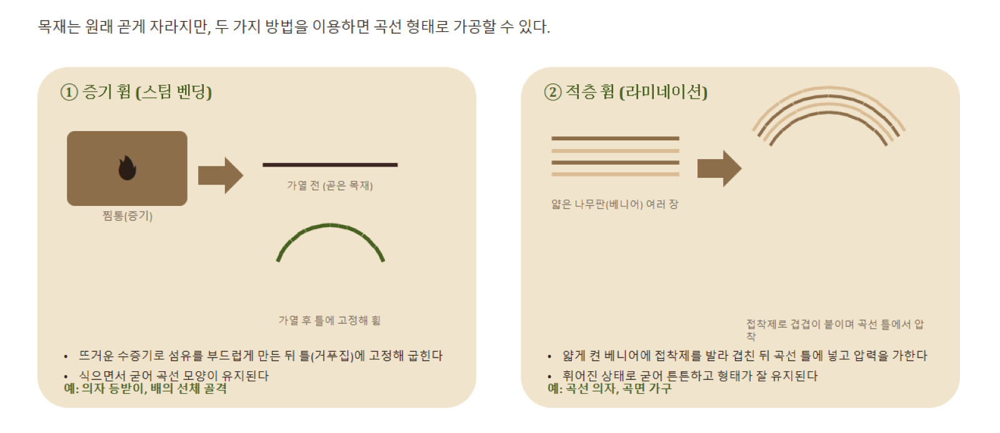 목재는 원래 곧게 자라지만, 두 가지 방법을 이용하면 곡선 형태로 가공할 수 있다.
① 증기 휨 (스팀 벤딩)
찜통(증기)
가열 전 (곧은 목재)
가열 후 틀에 고정해 휨
• 뜨거운 수증기로 섬유를 부드럽게 만든 뒤 틀(거푸집)에 고정해 굽힌다
• 식으면서 굳어 곡선 모양이 유지된다
예: 의자 등받이, 배의 선체 골격
② 적층 휨 (라미네이션)
얇은 나무판(베니어) 여러 장
접착제로 겹겹이 붙이며 곡선 틀에서 압
착
• 얇게 켠 베니어에 접착제를 발라 겹친 뒤 곡선 틀에 넣고 압력을 가한다
• 휘어진 상태로 굳어 튼튼하고 형태가 잘 유지된다
예: 곡선 의자, 곡면 가구